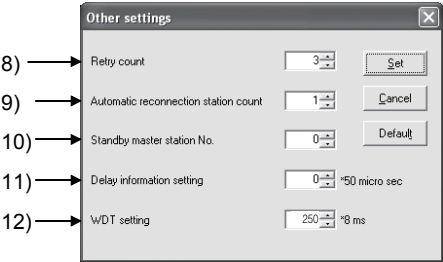 Other settings
8) Retry count 3 Set
9) Automatic reconnection station count 1 Cancel
10) Standby master station No. 0 Default
11) Delay information setting 0 *50 micro sec
12) WDT setting 250 *8 ms